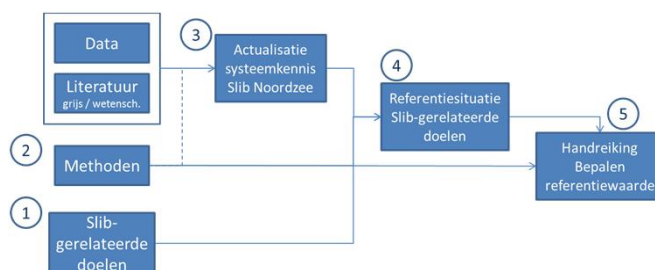 Data
Literatuur
grijs / wetensch.
3
Actualisatie
systeemkennis
Slib Noordzee
4
Referentiesituatie
Slib-gerelateerde
doelen
5
Handreiking
Bepalen
referentiewaarde
2
Methoden
1
Slib-
gerelateerde
doelen